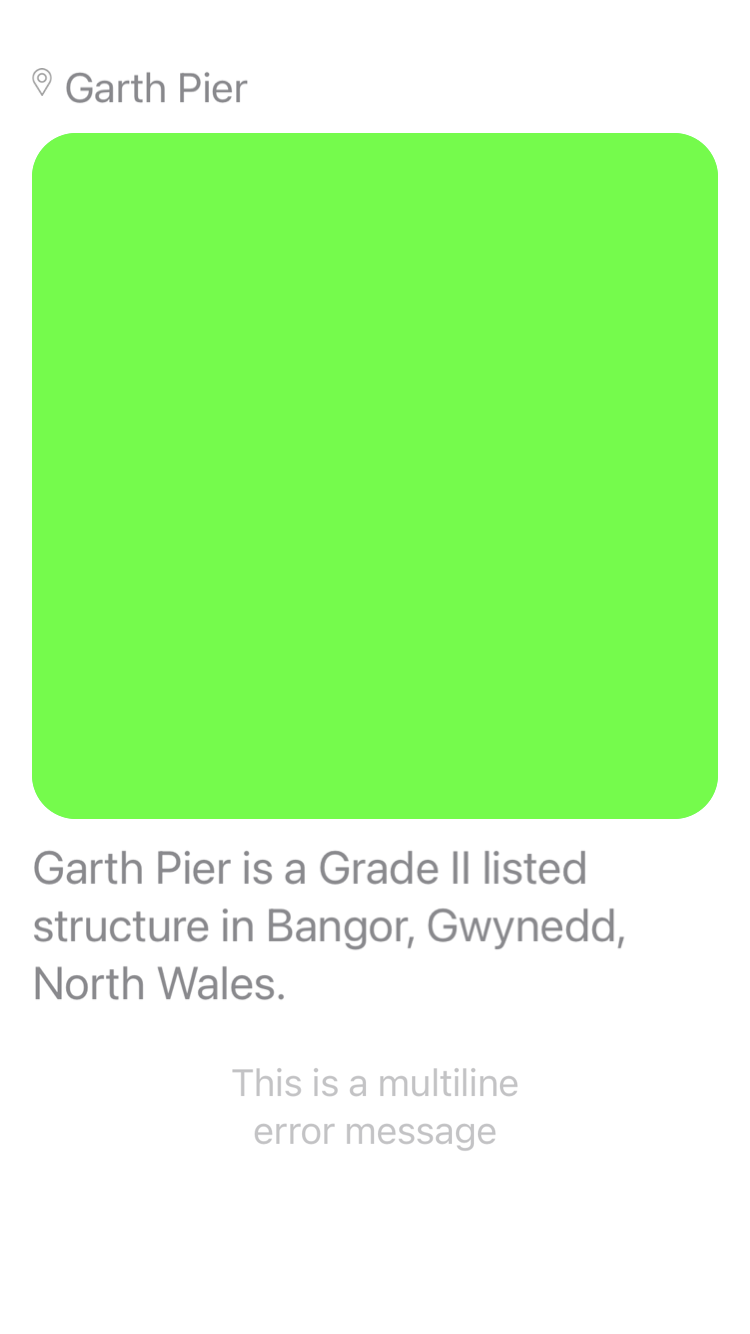 Garth Pier
Garth Pier is a Grade II listed
structure in Bangor, Gwynedd,
North Wales.
This is a multiline
error message